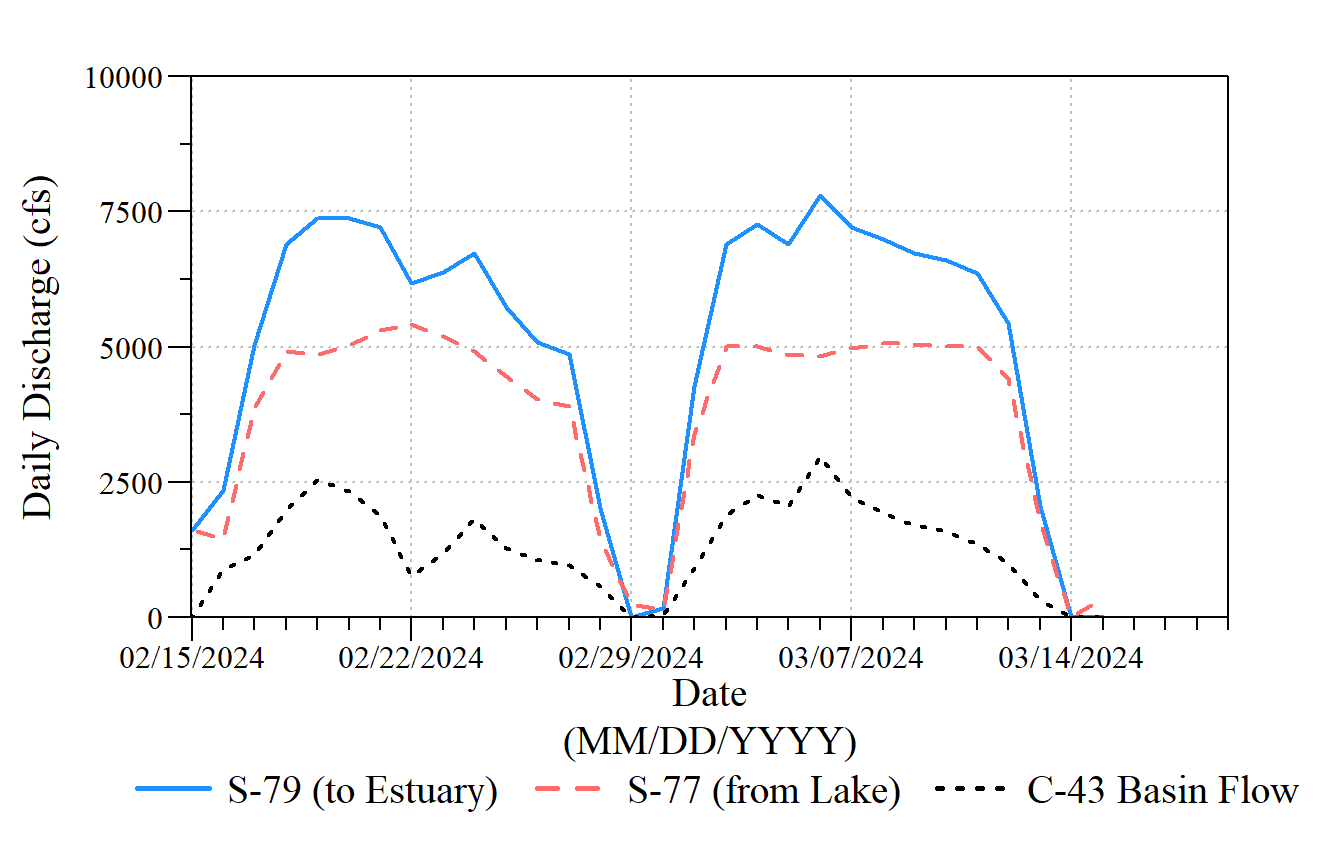 10000
7500
5000
2500
0
Daily Discharge (cfs)
02/15/2024 02/22/2024 02/29/2024 03/07/2024 03/14/2024
Date
(MM/DD/YYYY)
S-79 (to Estuary) S-77 (from Lake) C-43 Basin Flow